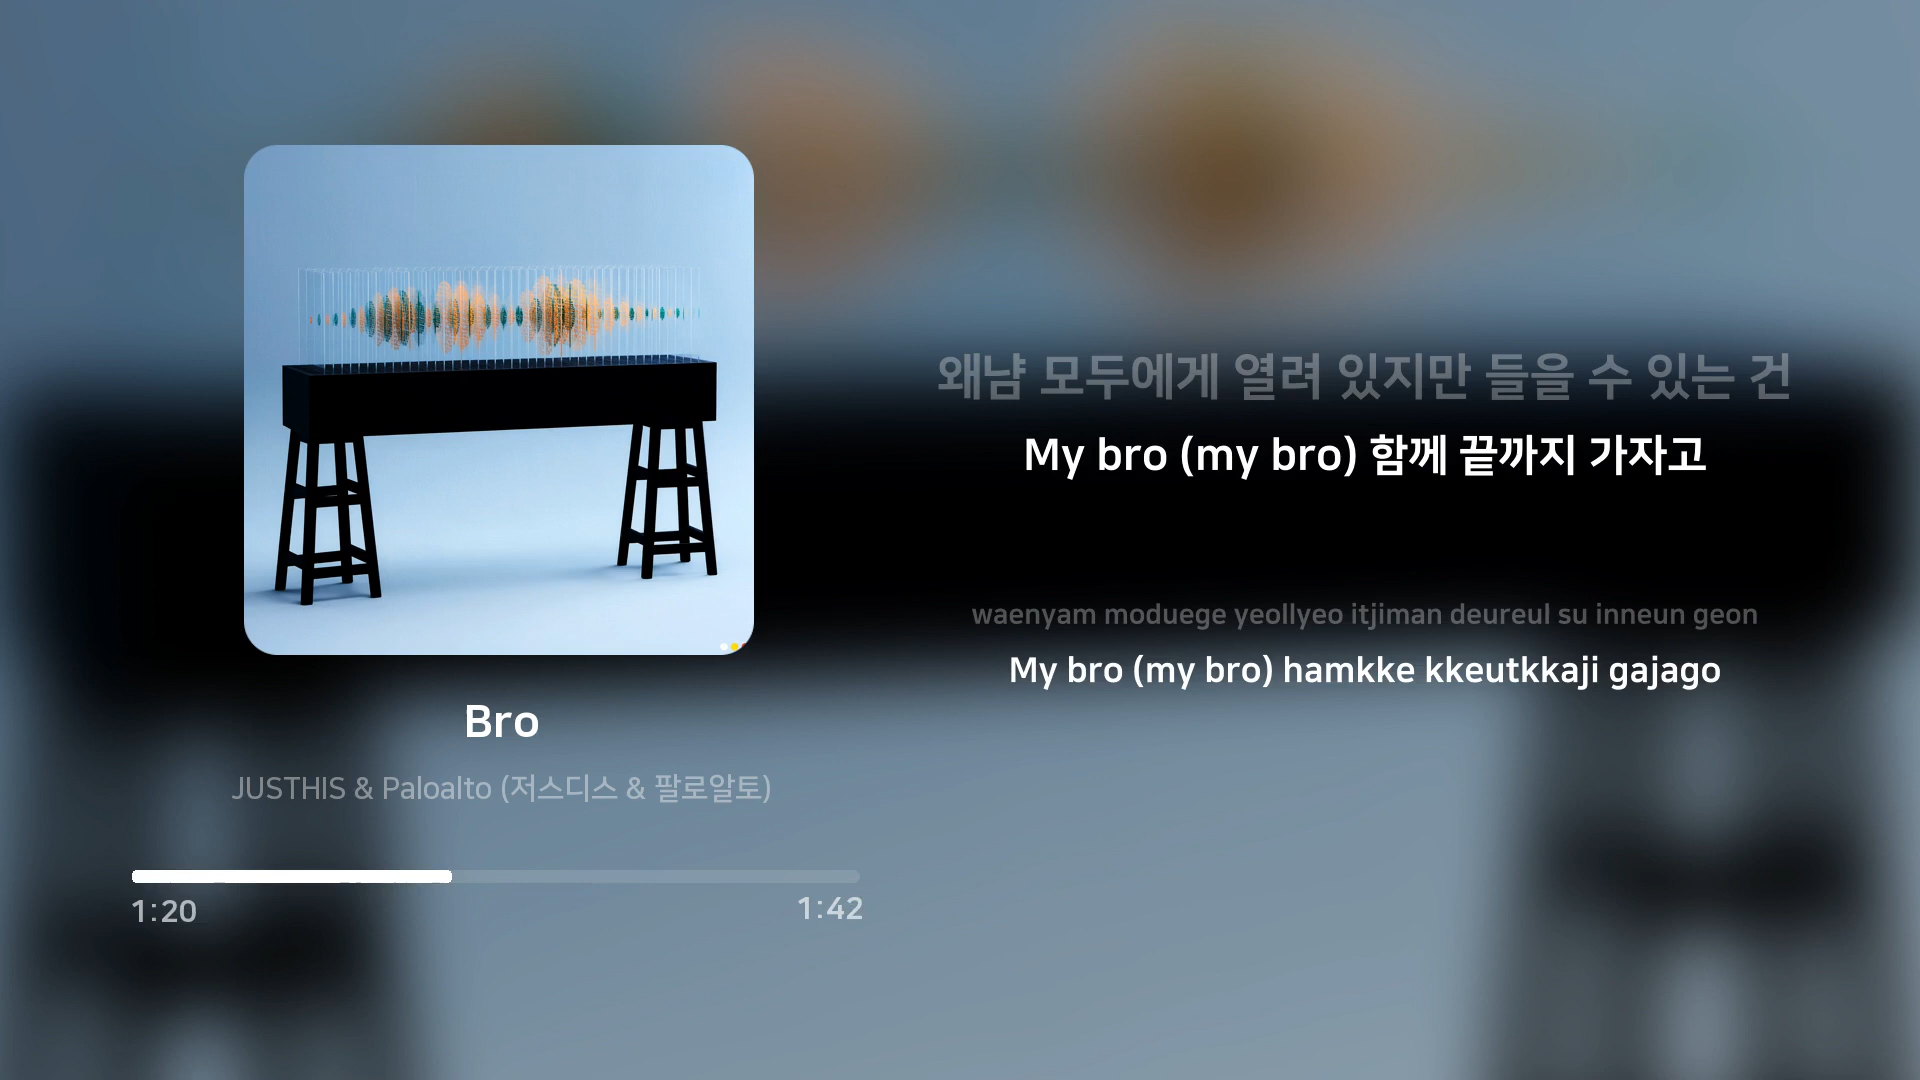 왜냠 모두에게 열려 있지만 들을 수 있는 건
My bro (my bro) 함께 끝까지 가자고
waenyam moduege yeollyeo itjiman deureul su inneun geon
My bro (my bro) hamkke kkeutkkaji gajago
Bro
JUSTHIS & Paloalto (저스디스 & 팔로알토)
1:20
1:42